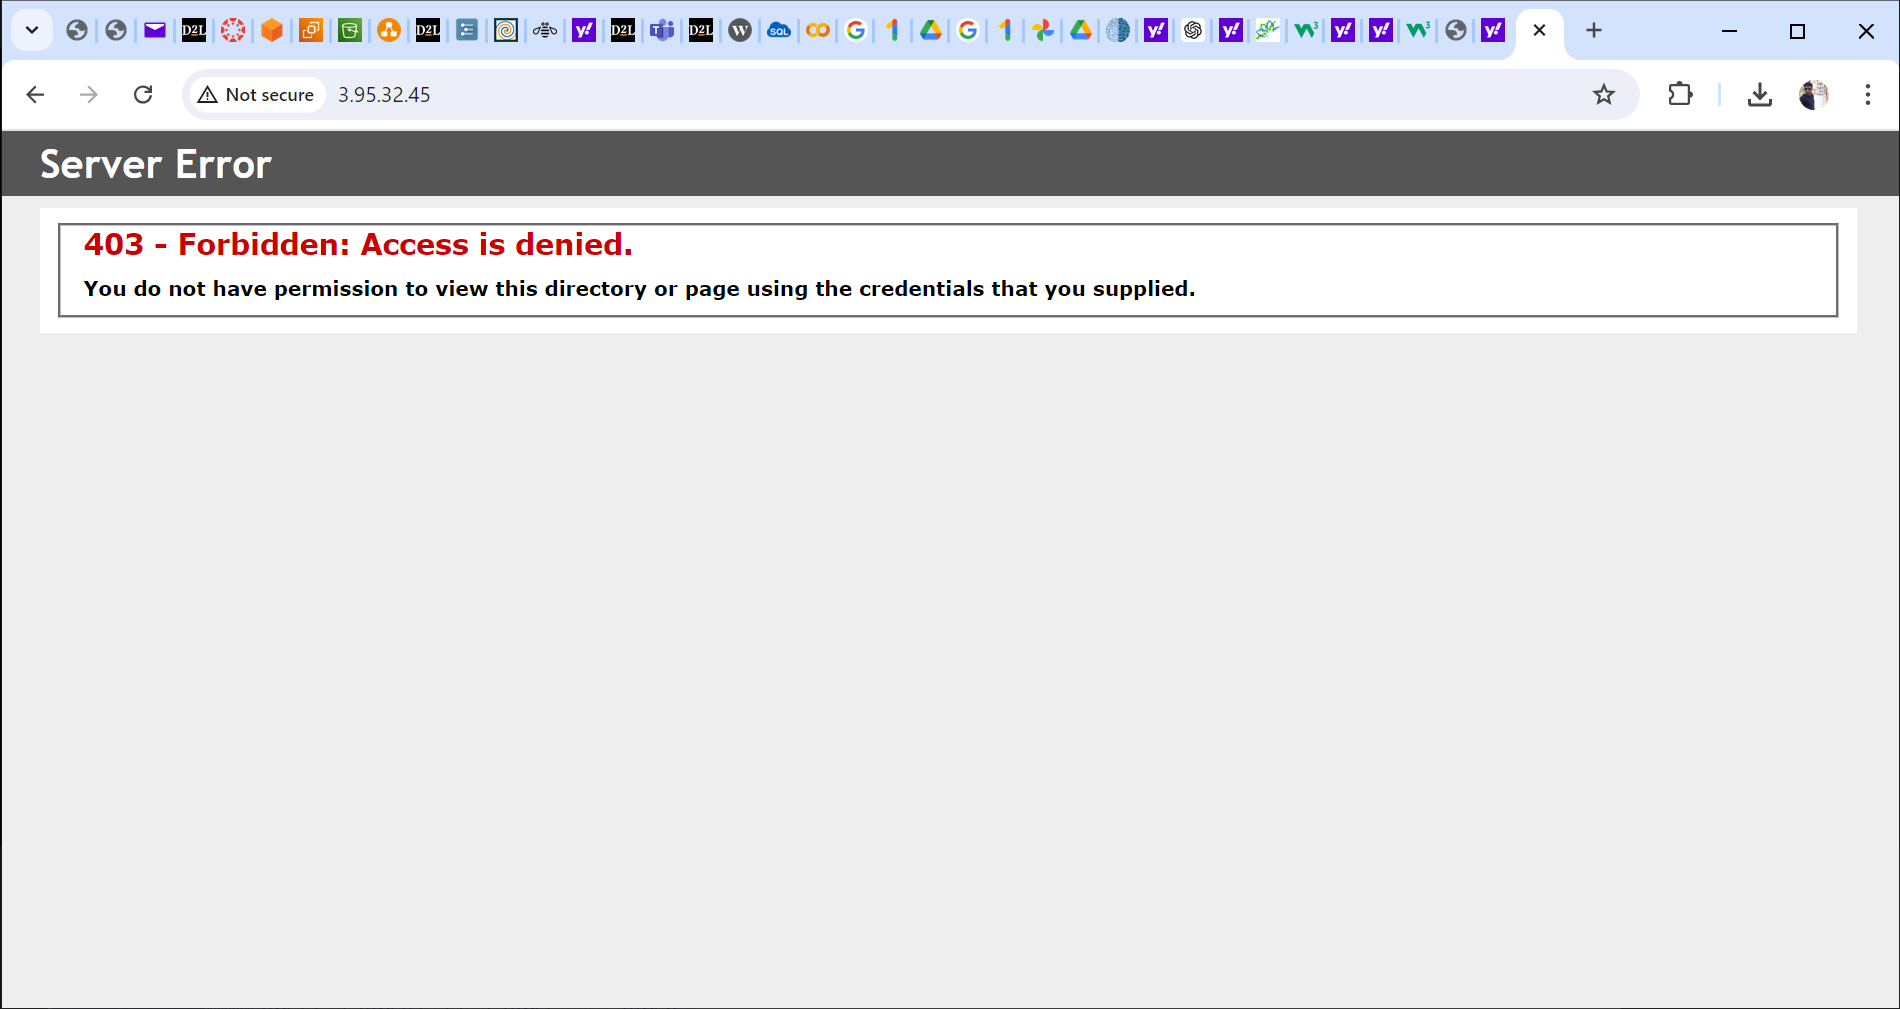 D2L D2L y! D2L D2L W SQL y! y! y! y! y!
Not secure 3.95.32.45
Server Error
403 - Forbidden: Access is denied.
You do not have permission to view this directory or page using the credentials that you supplied.